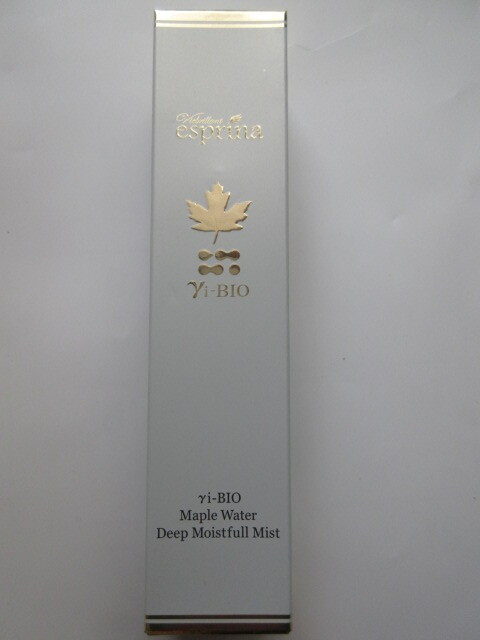 esprina
γi-BIO
γi-BIO
Maple Water
Deep Moistfull Mist